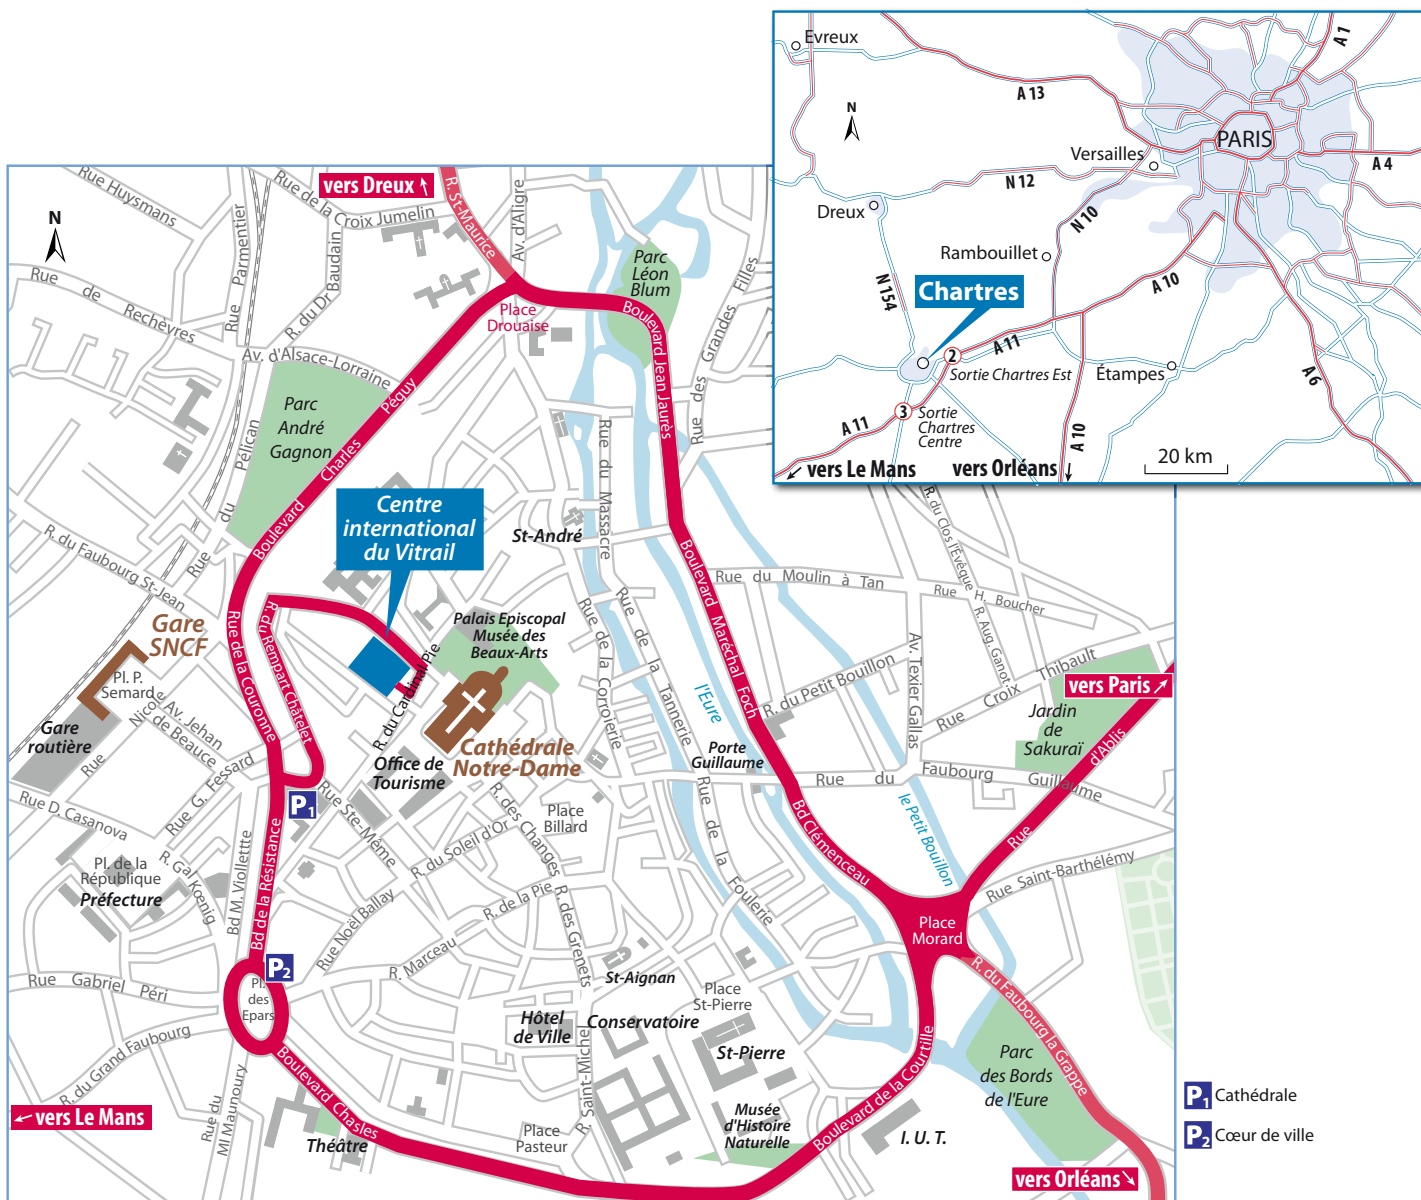 Evreux
A 1
A 13
N
PARIS
Versailles
A 4
N 12
Dreux
N 10
Rambouillet
A 10
N 154
Chartres
2
A 11
Sortie Chartres Est
Étampes
A 6
3
Sortie
Chartres
Centre
A 11
A 10
vers Le Mans
vers Orléans
20 km
Rue Huysmans
Rue de la Croix Jumelin
vers Dreux
R. St-Maurice
Av. d'Aligre
N
Rue Parmentier
R. du Dr Baudain
Rue de Rechèvres
Parc
Léon
Blum
Rue des Grandes Filles
Place
Drouaise
Boulevard Jean Jaurès
Av. d'Alsace-Lorraine
Boulevard Charles Péguy
Parc
André
Gagnon
Rue du Pélican
Rue du Massacre
Centre
international
du Vitrail
St-André
R. du Faubourg St-Jean
Boulevard Maréchal Foch
R. du Clos l'Évêque
Rue du Moulin à Tan
Rue H. Boucher
R. Aug. Ganot
Gare
SNCF
Rue de la Couronne
R. du Rempart Châtelet
Palais Episcopal
Musée des
Beaux-Arts
Rue de la Corroierie
Rue de la Tannerie
R. du Petit Bouillon
Av. Texier Gallas
Rue Croix Thibault
vers Paris
Pl. P.
Semard
R. du Cardinal Pie
l'Eure
Jardin
de
Sakuraï
Gare
routière
Rue Nicole
Av. Jehan
de Beauce
Cathédrale
Notre-Dame
Office de
Tourisme
Porte
Guillaume
Rue du Faubourg Guillaume
Rue d'Ablis
Rue D. Casanova
Rue G. Fessard
P1
Rue Ste-Même
R. des Changes
Place
Billard
Rue de la Foulerie
Bd Clémenceau
le Petit Bouillon
Pl. de la
République
Préfecture
R. Gal Kœnig
Bd M. Viollette
Bd de la Résistance
R. du Soleil d'Or
Rue Saint-Barthélémy
Rue Noël Ballay
R. de la Pie
R. Marceau
R. des Grenets
Place
Morard
P2
Rue Gabriel Péri
Pl.
des
Epars
St-Aignan
Place
St-Pierre
R. du Faubourg la Grappe
Hôtel
de Ville
Conservatoire
St-Pierre
R. du Grand Faubourg
Rue du
Ml Maunoury
Boulevard Chasles
R. Saint-Michel
Boulevard de la Courtille
Parc
des Bords
de l'Eure
vers Le Mans
Théâtre
Place
Pasteur
Musée
d'Histoire
Naturelle
I. U. T.
vers Orléans
P1 Cathédrale
P2 Cœur de ville